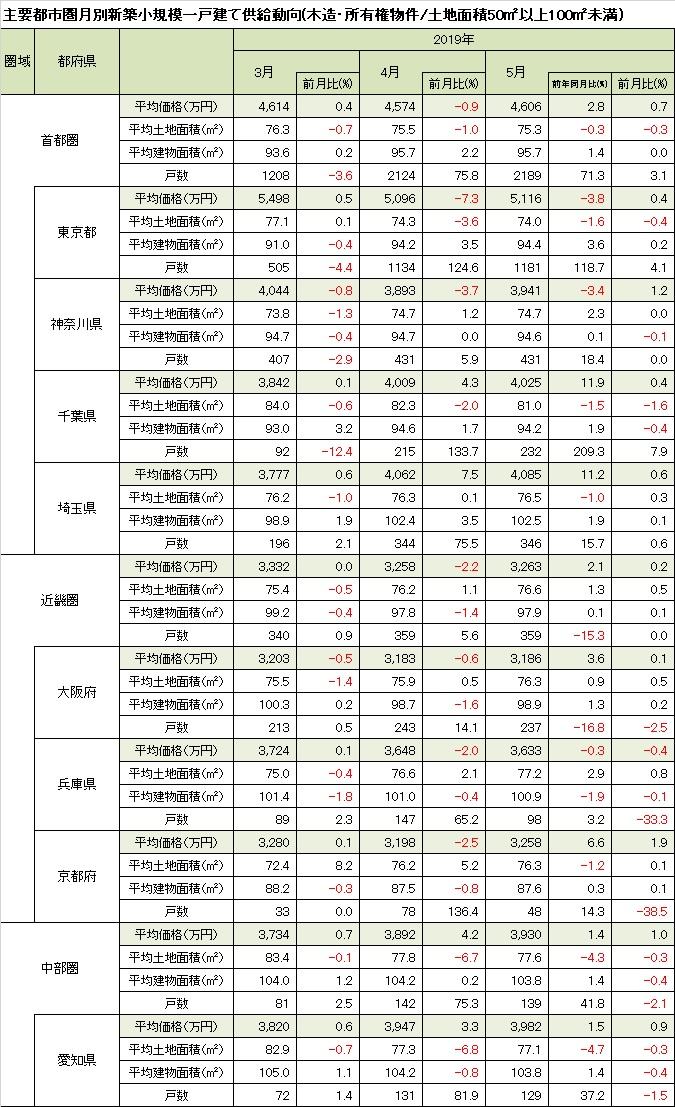 主要都市圏月別新築小規模一戸建て供給動向(木造・所有権物件/土地面積50㎡以上100㎡未満)
圏域 都府県 2019年
3月 前月比(%) 4月 前月比(%) 5月 前年同月比(%) 前月比(%)
首都圏
平均価格(万円) 4,614 0.4 4,574 -0.9 4,606 2.8 0.7
平均土地面積(㎡) 76.3 -0.7 75.5 -1.0 75.3 -0.3 -0.3
平均建物面積(㎡) 93.6 0.2 95.7 2.2 95.7 1.4 0.0
戸数 1208 -3.6 2124 75.8 2189 71.3 3.1
東京都
平均価格(万円) 5,498 0.5 5,096 -7.3 5,116 -3.8 0.4
平均土地面積(㎡) 77.1 0.1 74.3 -3.6 74.0 -1.6 -0.4
平均建物面積(㎡) 91.0 -0.4 94.2 3.5 94.4 3.6 0.2
戸数 505 -4.4 1134 124.6 1181 118.7 4.1
神奈川県
平均価格(万円) 4,044 -0.8 3,893 -3.7 3,941 -3.4 1.2
平均土地面積(㎡) 73.8 -1.3 74.7 1.2 74.7 2.3 0.0
平均建物面積(㎡) 94.7 -0.4 94.7 0.0 94.6 0.1 -0.1
戸数 407 -2.9 431 5.9 431 18.4 0.0
千葉県
平均価格(万円) 3,842 0.1 4,009 4.3 4,025 11.9 0.4
平均土地面積(㎡) 84.0 -0.6 82.3 -2.0 81.0 -1.5 -1.6
平均建物面積(㎡) 93.0 3.2 94.6 1.7 94.2 1.9 -0.4
戸数 92 -12.4 215 133.7 232 209.3 7.9
埼玉県
平均価格(万円) 3,777 0.6 4,062 7.5 4,085 11.2 0.6
平均土地面積(㎡) 76.2 -1.0 76.3 0.1 76.5 -1.0 0.3
平均建物面積(㎡) 98.9 1.9 102.4 3.5 102.5 1.9 0.1
戸数 196 2.1 344 75.5 346 15.7 0.6
近畿圏
平均価格(万円) 3,332 0.0 3,258 -2.2 3,263 2.1 0.2
平均土地面積(㎡) 75.4 -0.5 76.2 1.1 76.6 1.3 0.5
平均建物面積(㎡) 99.2 -0.4 97.8 -1.4 97.9 0.1 0.1
戸数 340 0.9 359 5.6 359 -15.3 0.0
大阪府
平均価格(万円) 3,203 -0.5 3,183 -0.6 3,186 3.6 0.1
平均土地面積(㎡) 75.5 -1.4 75.9 0.5 76.3 0.9 0.5
平均建物面積(㎡) 100.3 0.2 98.7 -1.6 98.9 1.3 0.2
戸数 213 0.5 243 14.1 237 -16.8 -2.5
兵庫県
平均価格(万円) 3,724 0.1 3,648 -2.0 3,633 -0.3 -0.4
平均土地面積(㎡) 75.0 -0.4 76.6 2.1 77.2 2.9 0.8
平均建物面積(㎡) 101.4 -1.8 101.0 -0.4 100.9 -1.9 -0.1
戸数 89 2.3 147 65.2 98 3.2 -33.3
京都府
平均価格(万円) 3,280 0.1 3,198 -2.5 3,258 6.6 1.9
平均土地面積(㎡) 72.4 8.2 76.2 5.2 76.3 -1.2 0.1
平均建物面積(㎡) 88.2 -0.3 87.5 -0.8 87.6 0.3 0.1
戸数 33 0.0 78 136.4 48 14.3 -38.5
中部圏
平均価格(万円) 3,734 0.7 3,892 4.2 3,930 1.4 1.0
平均土地面積(㎡) 83.4 -0.1 77.8 -6.7 77.6 -4.3 -0.3
平均建物面積(㎡) 104.0 1.2 104.2 0.2 103.8 1.4 -0.4
戸数 81 2.5 142 75.3 139 41.8 -2.1
愛知県
平均価格(万円) 3,820 0.6 3,947 3.3 3,982 1.5 0.9
平均土地面積(㎡) 82.9 -0.7 77.3 -6.8 77.1 -4.7 -0.3
平均建物面積(㎡) 105.0 1.1 104.2 -0.8 103.8 1.4 -0.4
戸数 72 1.4 131 81.9 129 37.2 -1.5